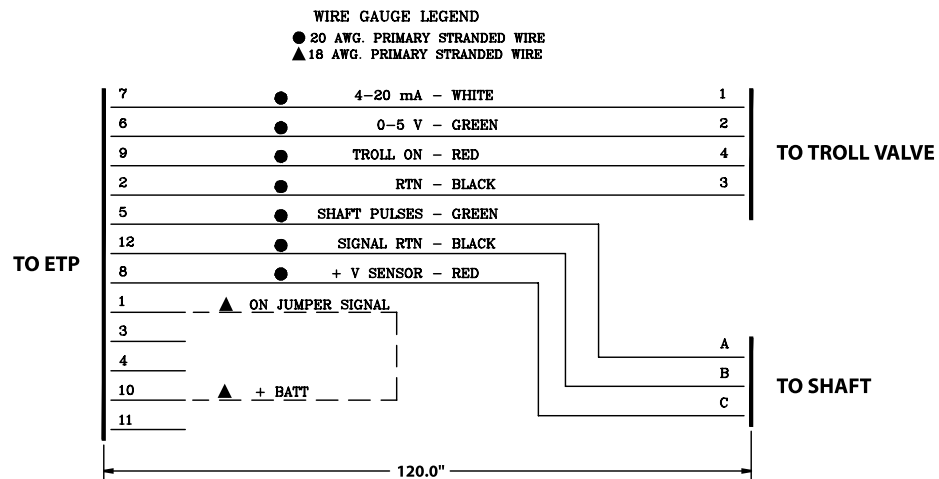 WIRE GAUGE LEGEND
● 20 AWG. PRIMARY STRANDED WIRE
▲ 18 AWG. PRIMARY STRANDED WIRE
7 4-20 mA - WHITE 1
6 0-5 V - GREEN 2
9 TROLL ON - RED 4
TO TROLL VALVE
2 RTN - BLACK 3
5 SHAFT PULSES - GREEN
12 SIGNAL RTN - BLACK
TO ETP
8 + V SENSOR - RED
1 ON JUMPER SIGNAL
3
A
4
B
TO SHAFT
10 + BATT
C
11
120.0"